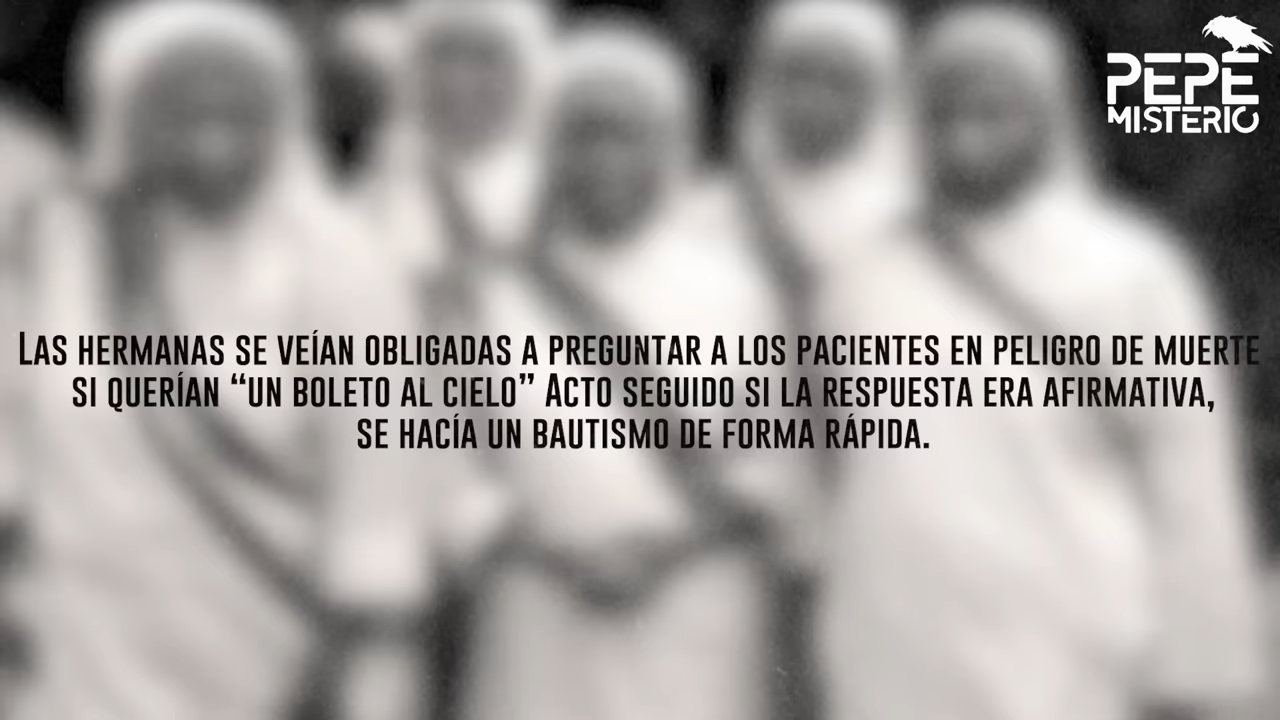 PEPE
MISTERIO
Las hermanas se veían obligadas a preguntar a los pacientes en peligro de muerte
si querían “un boleto al cielo” Acto seguido si la respuesta era afirmativa,
se hacía un bautismo de forma rápida.